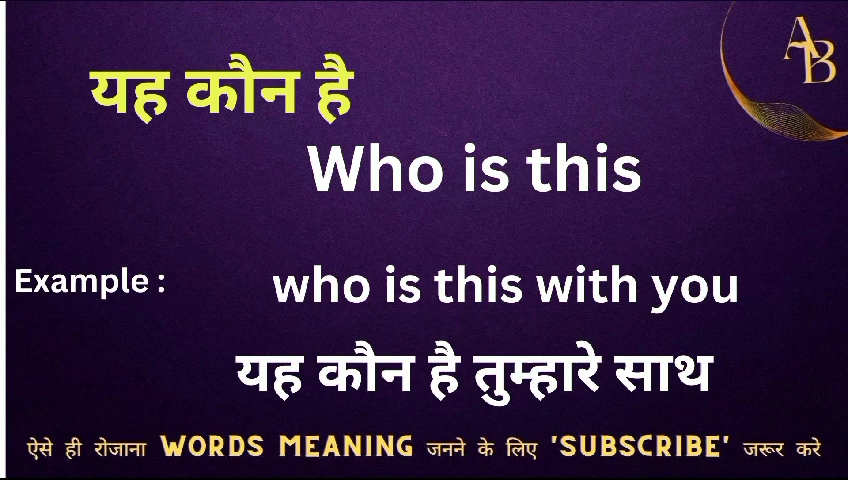 AB
यह कौन है
Who is this
Example : who is this with you
यह कौन है तुम्हारे साथ
ऐसे ही रोजाना WORDS MEANING जनने के लिए 'SUBSCRIBE' जरूर करे